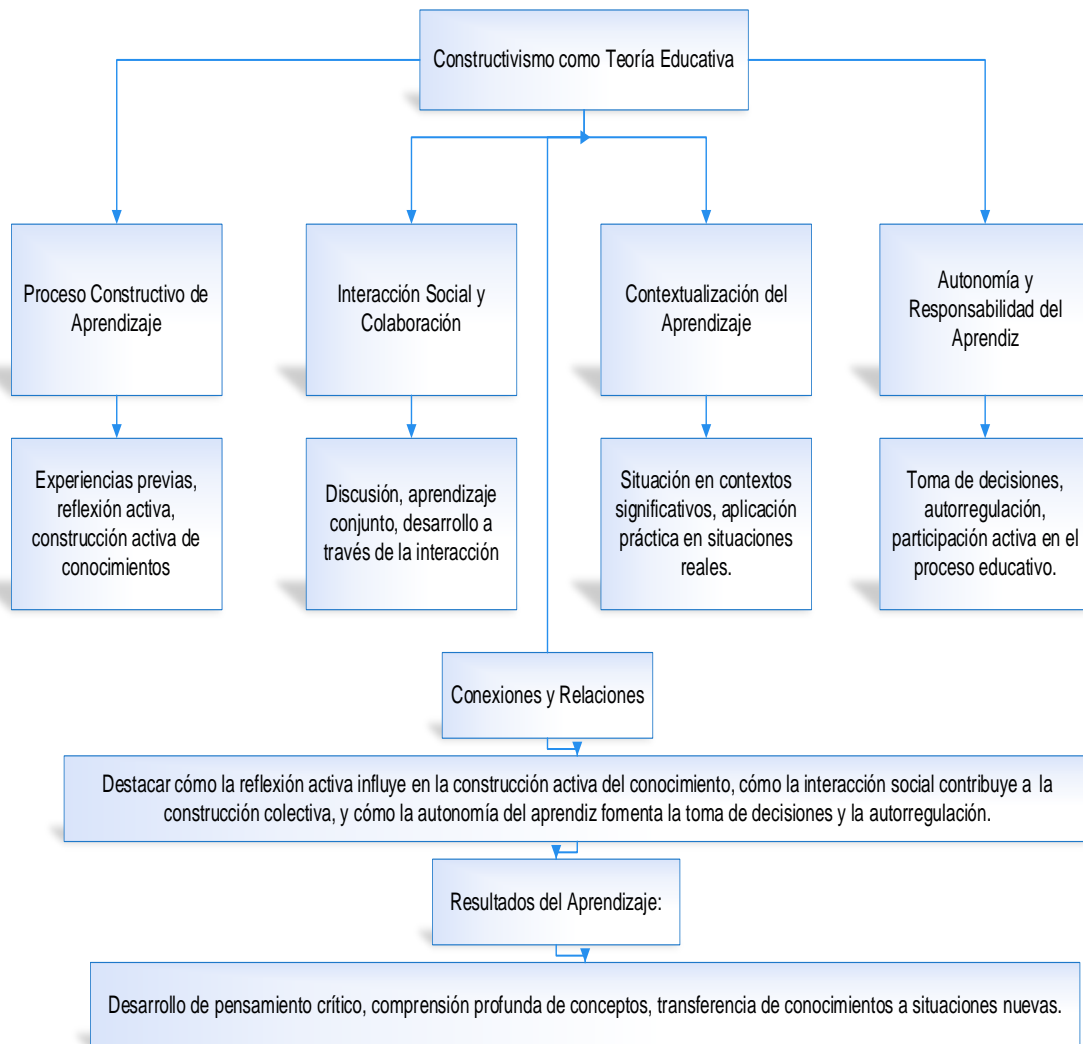 Constructivismo como Teoría Educativa
Proceso Constructivo de
Aprendizaje
Interacción Social y
Colaboración
Contextualización del
Aprendizaje
Autonomía y
Responsabilidad del
Aprendiz
Experiencias previas,
reflexión activa,
construcción activa de
conocimientos
Discusión, aprendizaje
conjunto, desarrollo a
través de la interacción
Situación en contextos
significativos, aplicación
práctica en situaciones
reales.
Toma de decisiones,
autorregulación,
participación activa en el
proceso educativo.
Conexiones y Relaciones
Destacar cómo la reflexión activa influye en la construcción activa del conocimiento, cómo la interacción social contribuye a la
construcción colectiva, y cómo la autonomía del aprendiz fomenta la toma de decisiones y la autorregulación.
Resultados del Aprendizaje:
Desarrollo de pensamiento crítico, comprensión profunda de conceptos, transferencia de conocimientos a situaciones nuevas.